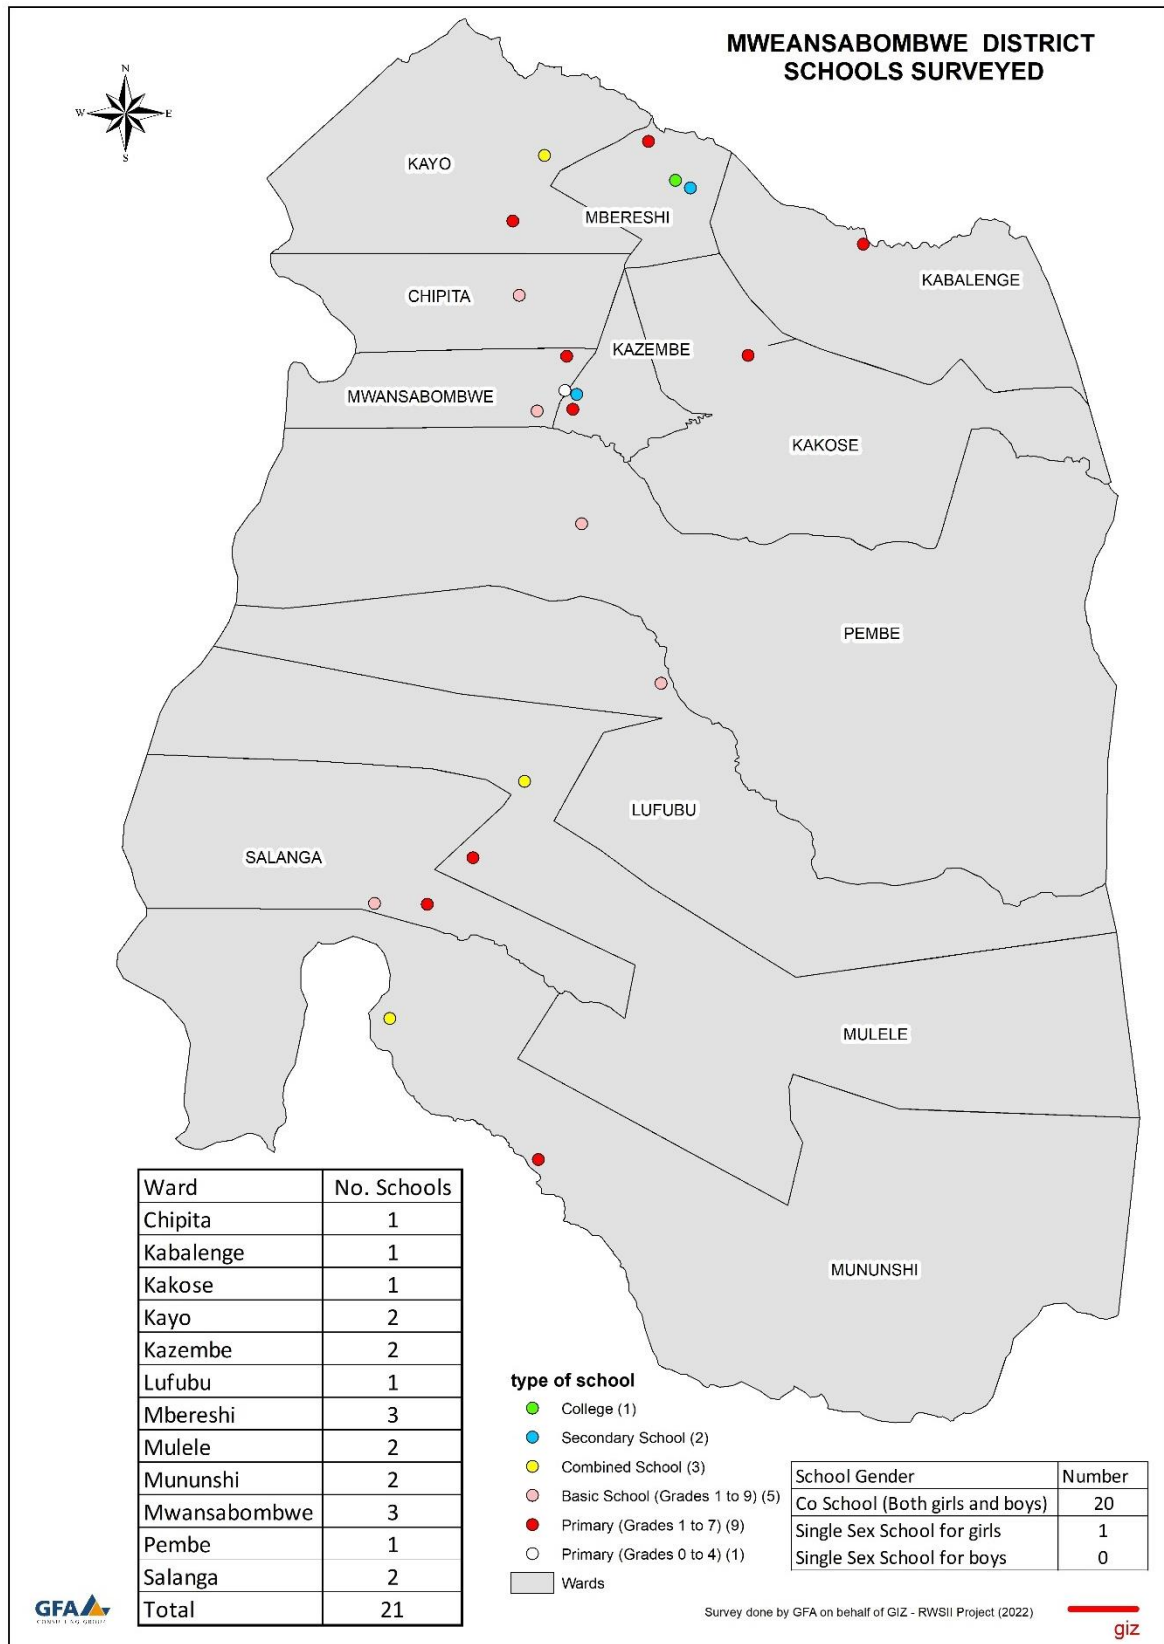 MWEANSABOMBWE DISTRICT
SCHOOLS SURVEYED
N
W
E
S
KAYO
MBERESHI
KABALENGE
CHIPITA
KAZEMBE
MWANSABOMBWE
KAKOSE
PEMBE
LUFUBU
SALANGA
MULELE
MUNUNSHI
Ward No. Schools
Chipita 1
Kabalenge 1
Kakose 1
Kayo 2
Kazembe 2
Lufubu 1
Mbereshi 3
Mulele 2
Mununshi 2
Mwansabombwe 3
Pembe 1
Salanga 2
Total 21
type of school
College (1)
Secondary School (2)
Combined School (3)
Basic School (Grades 1 to 9) (5)
Primary (Grades 1 to 7) (9)
Primary (Grades 0 to 4) (1)
Wards
School Gender Number
Co School (Both girls and boys) 20
Single Sex School for girls 1
Single Sex School for boys 0
GFA
CONSULTING GROUP
Survey done by GFA on behalf of GIZ - RWSII Project (2022)
giz